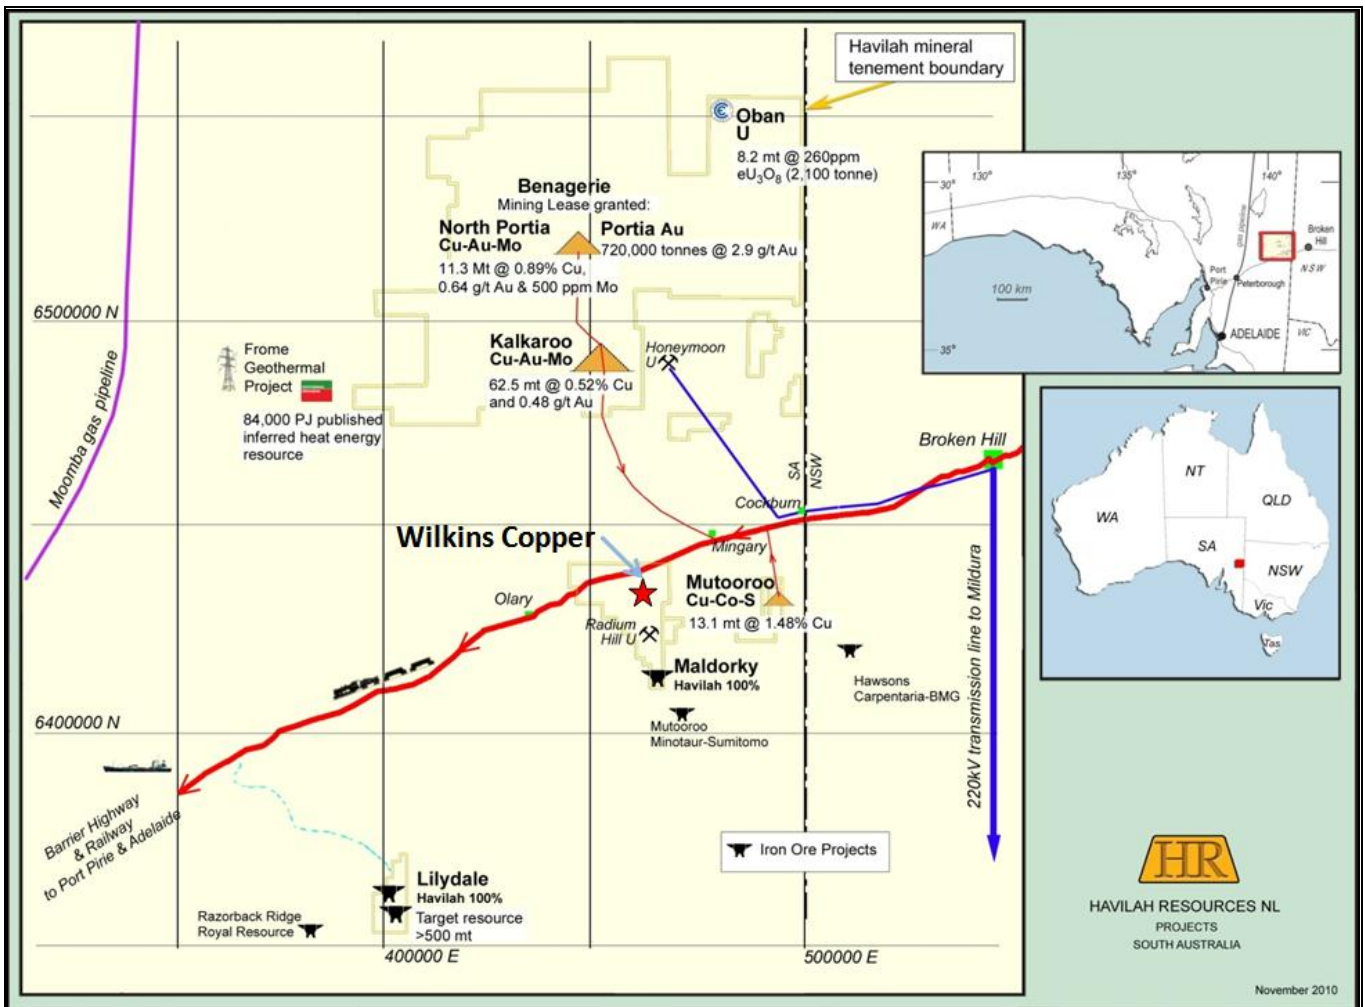 Havilah mineral
tenement boundary
Oban
U
8.2 mt @ 260ppm
eU3O8 (2,100 tonne)
Benagerie
Mining Lease granted:
North Portia
Cu-Au-Mo
11.3 Mt @ 0.89% Cu,
0.64 g/t Au & 500 ppm Mo
Portia Au
720,000 tonnes @ 2.9 g/t Au
6500000 N
Kalkaroo
Cu-Au-Mo
62.5 mt @ 0.52% Cu
and 0.48 g/t Au
Honeymoon
U
Frome
Geothermal
Project
84,000 PJ published
inferred heat energy
resource
Moomba gas pipeline
Broken Hill
SA
NSW
Cockburn
Wilkins Copper
Mingary
Mutooroo
Cu-Co-S
13.1 mt @ 1.48% Cu
Olary
Radium
Hill U
Maldorky
Havilah 100%
Hawsons
Carpentaria-BMG
Mutooroo
Minotaur-Sumitomo
6400000 N
220kV transmission line to Mildura
Barrier Highway
& Railway
to Port Pirie & Adelaide
Iron Ore Projects
Lilydale
Havilah 100%
Target resource
>500 mt
Razorback Ridge
Royal Resource
400000 E
500000 E
130°
135°
140°
30°
WA
gas pipeline
Broken
Hill
NSW
Port
Pirie
Peterborough
100 km
ADELAIDE
VIC
35°
NT
QLD
WA
SA
NSW
Vic
Tas
HR
HAVILAH RESOURCES NL
PROJECTS
SOUTH AUSTRALIA
November 2010